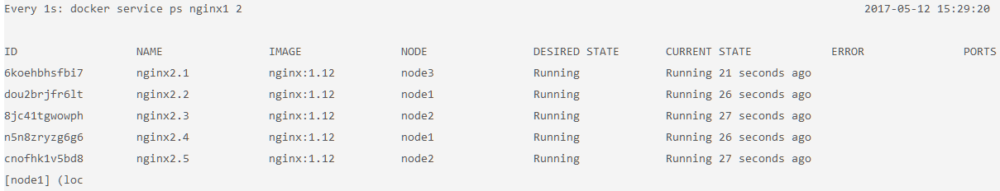 Every 1s: docker service ps nginx1 2 2017-05-12 15:29:20
ID NAME IMAGE NODE DESIRED STATE CURRENT STATE ERROR PORTS
6koehbhsfbi7 nginx2.1 nginx:1.12 node3 Running Running 21 seconds ago
dou2brjfr6lt nginx2.2 nginx:1.12 node1 Running Running 26 seconds ago
8jc41tgwowph nginx2.3 nginx:1.12 node2 Running Running 27 seconds ago
n5n8zryzg6g6 nginx2.4 nginx:1.12 node1 Running Running 26 seconds ago
cnofhk1v5bd8 nginx2.5 nginx:1.12 node2 Running Running 27 seconds ago
[node1] (loc